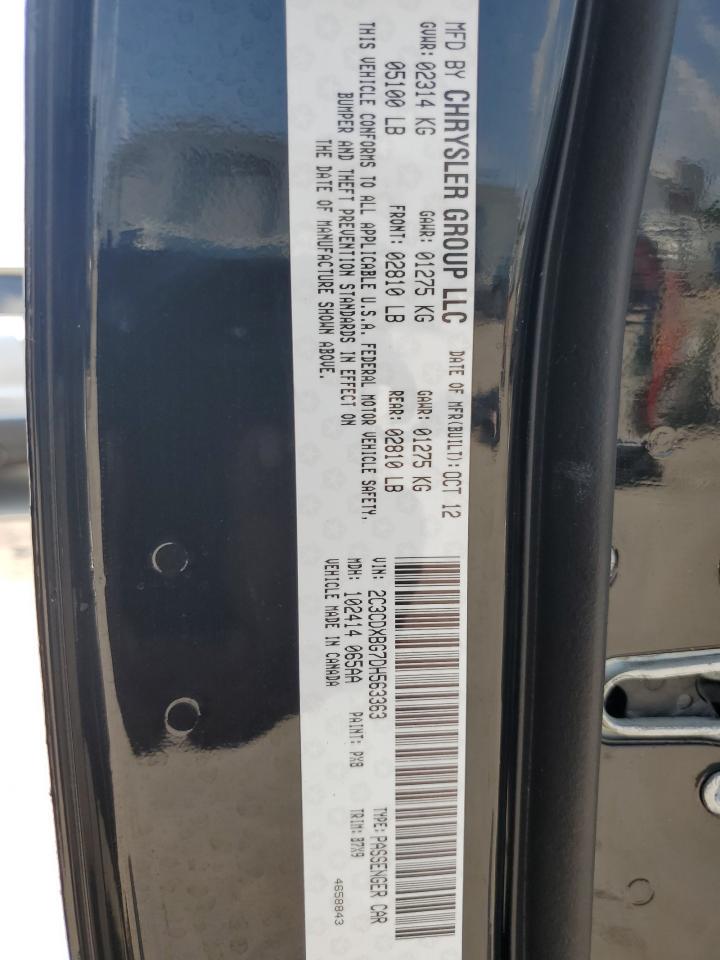 MFD BY CHRYSLER GROUP LLC DATE OF MFR(BUILT): OCT 12
GVWR: 02314 KG GAWR: 01275 KG GAWR: 01275 KG
05100 LB FRONT: 02810 LB REAR: 02810 LB
THIS VEHICLE CONFORMS TO ALL APPLICABLE U.S.A. FEDERAL MOTOR VEHICLE SAFETY,
BUMPER AND THEFT PREVENTION STANDARDS IN EFFECT ON
THE DATE OF MANUFACTURE SHOWN ABOVE.
VIN: 2C3CDXBG7DH563363 TYPE: PASSENGER CAR
MDH: 102414 065AA PAINT: PX8 TRIM: B7X9
VEHICLE MADE IN CANADA
4658843